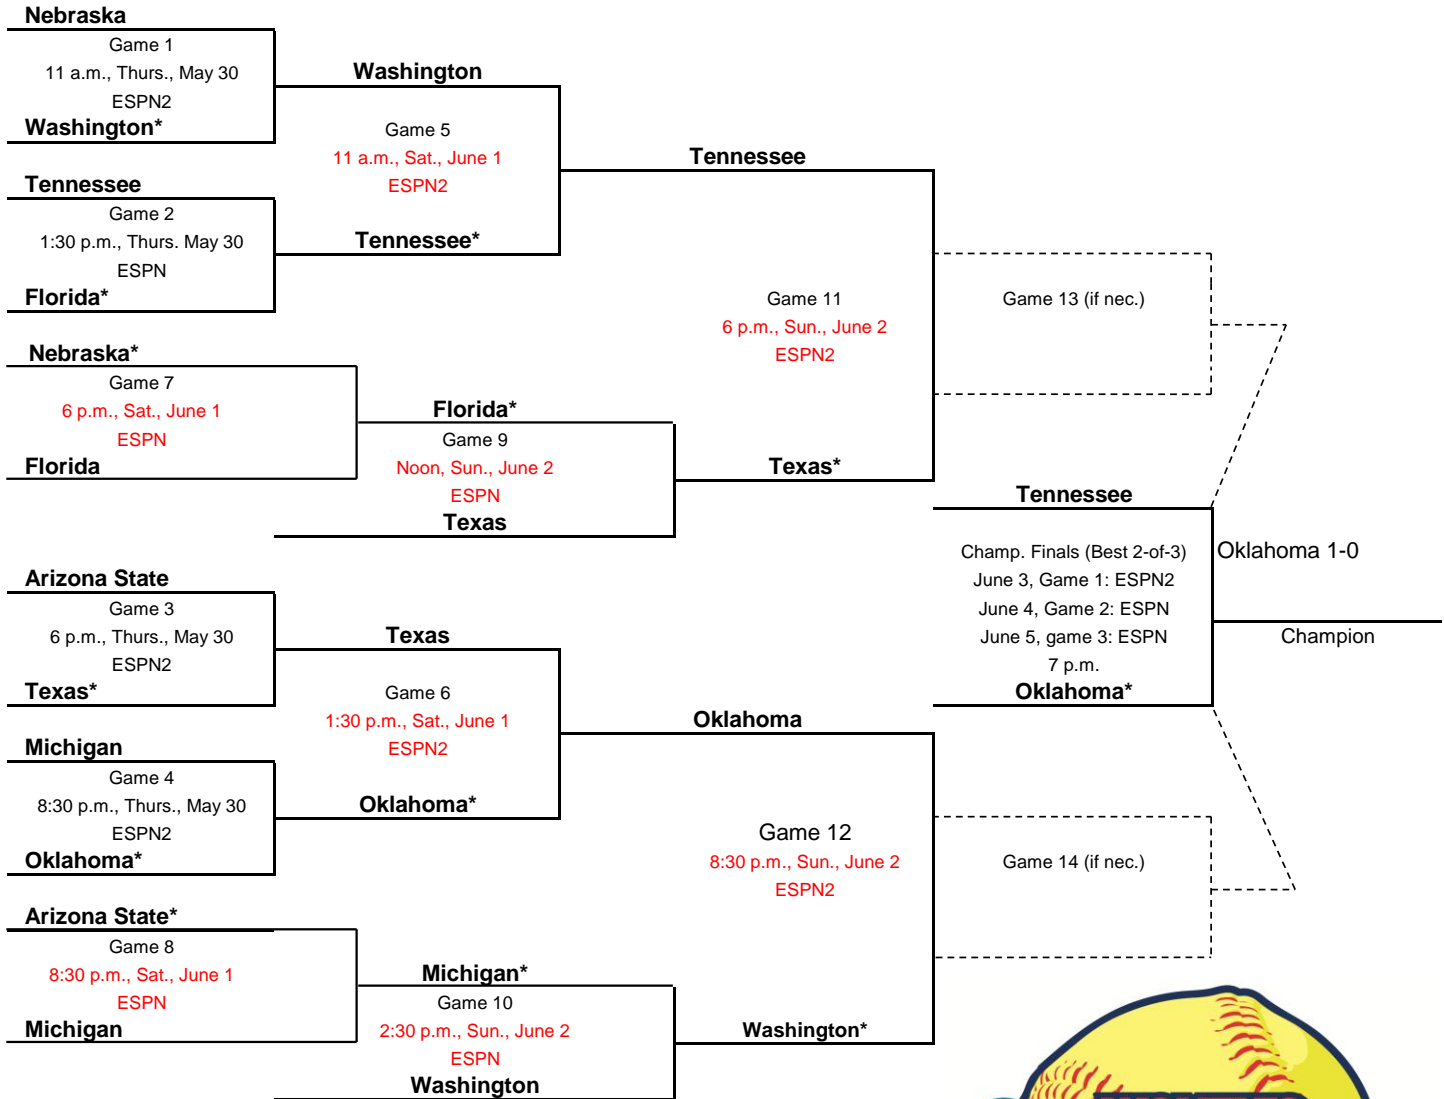 Nebraska
Game 1
11 a.m., Thurs., May 30
ESPN2
Washington*
Tennessee
Game 2
1:30 p.m., Thurs. May 30
ESPN
Florida*
Nebraska*
Game 7
6 p.m., Sat., June 1
ESPN
Florida
Arizona State
Game 3
6 p.m., Thurs., May 30
ESPN2
Texas*
Michigan
Game 4
8:30 p.m., Thurs., May 30
ESPN2
Oklahoma*
Arizona State*
Game 8
8:30 p.m., Sat., June 1
ESPN
Michigan
Washington
Game 5
11 a.m., Sat., June 1
ESPN2
Tennessee*
Florida*
Game 9
Noon, Sun., June 2
ESPN
Texas
Texas
Game 6
1:30 p.m., Sat., June 1
ESPN2
Oklahoma*
Michigan*
Game 10
2:30 p.m., Sun., June 2
ESPN
Washington
Tennessee
Game 11
6 p.m., Sun., June 2
ESPN2
Texas*
Oklahoma
Game 12
8:30 p.m., Sun., June 2
ESPN2
Washington*
Game 13 (if nec.)
Tennessee
Champ. Finals (Best 2-of-3)
June 3, Game 1: ESPN2
June 4, Game 2: ESPN
June 5, game 3: ESPN
7 p.m.
Oklahoma*
Game 14 (if nec.)
Oklahoma 1-0
Champion